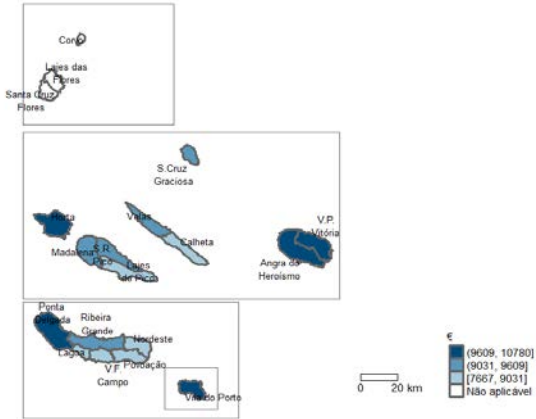 Corvo
Lajes das
Flores
Santa Cruz
Flores
S.Cruz
Graciosa
Horta
Velas
Calheta
Madalena
S.R.
Pico
Lajes
do Pico
V.P.
Vitória
Angra do
Heroísmo
Ponta
Delgada
Ribeira
Grande
Nordeste
Lagoa
Povoação
V.F.
Campo
Vila do Porto
0 20 km
€
(9609, 10780]
(9031, 9609]
[7667, 9031]
Não aplicável